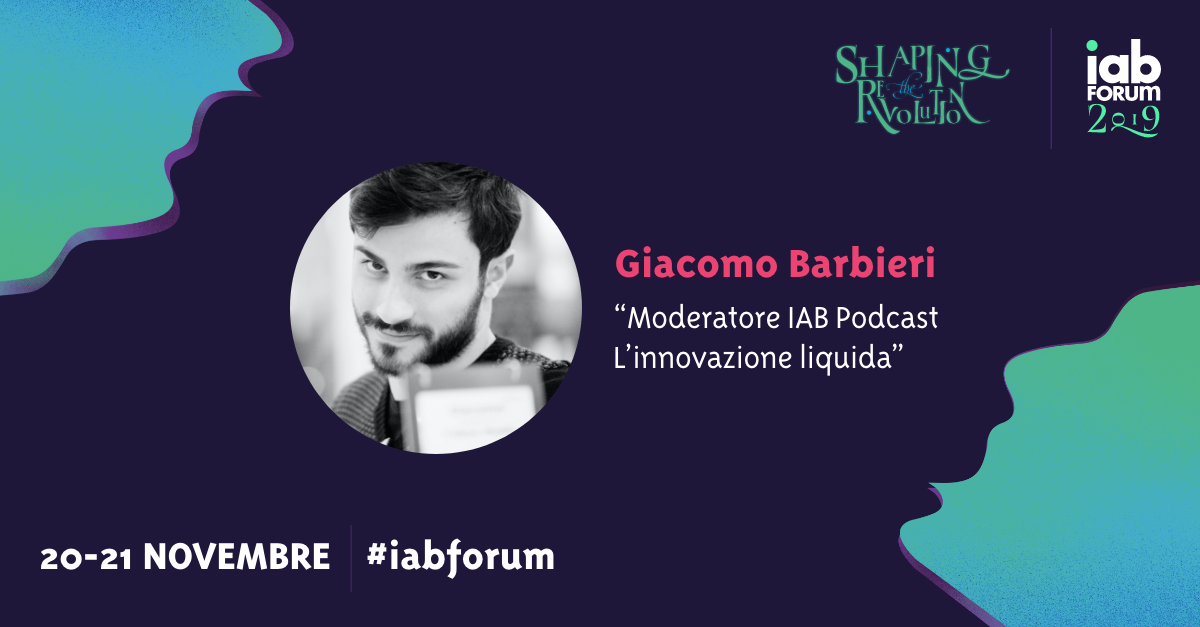 SHAPING
the
REVOLUTION
iab
FORUM
2019
Giacomo Barbieri
“Moderatore IAB Podcast
L’innovazione liquida”
20-21 NOVEMBRE
#iabforum